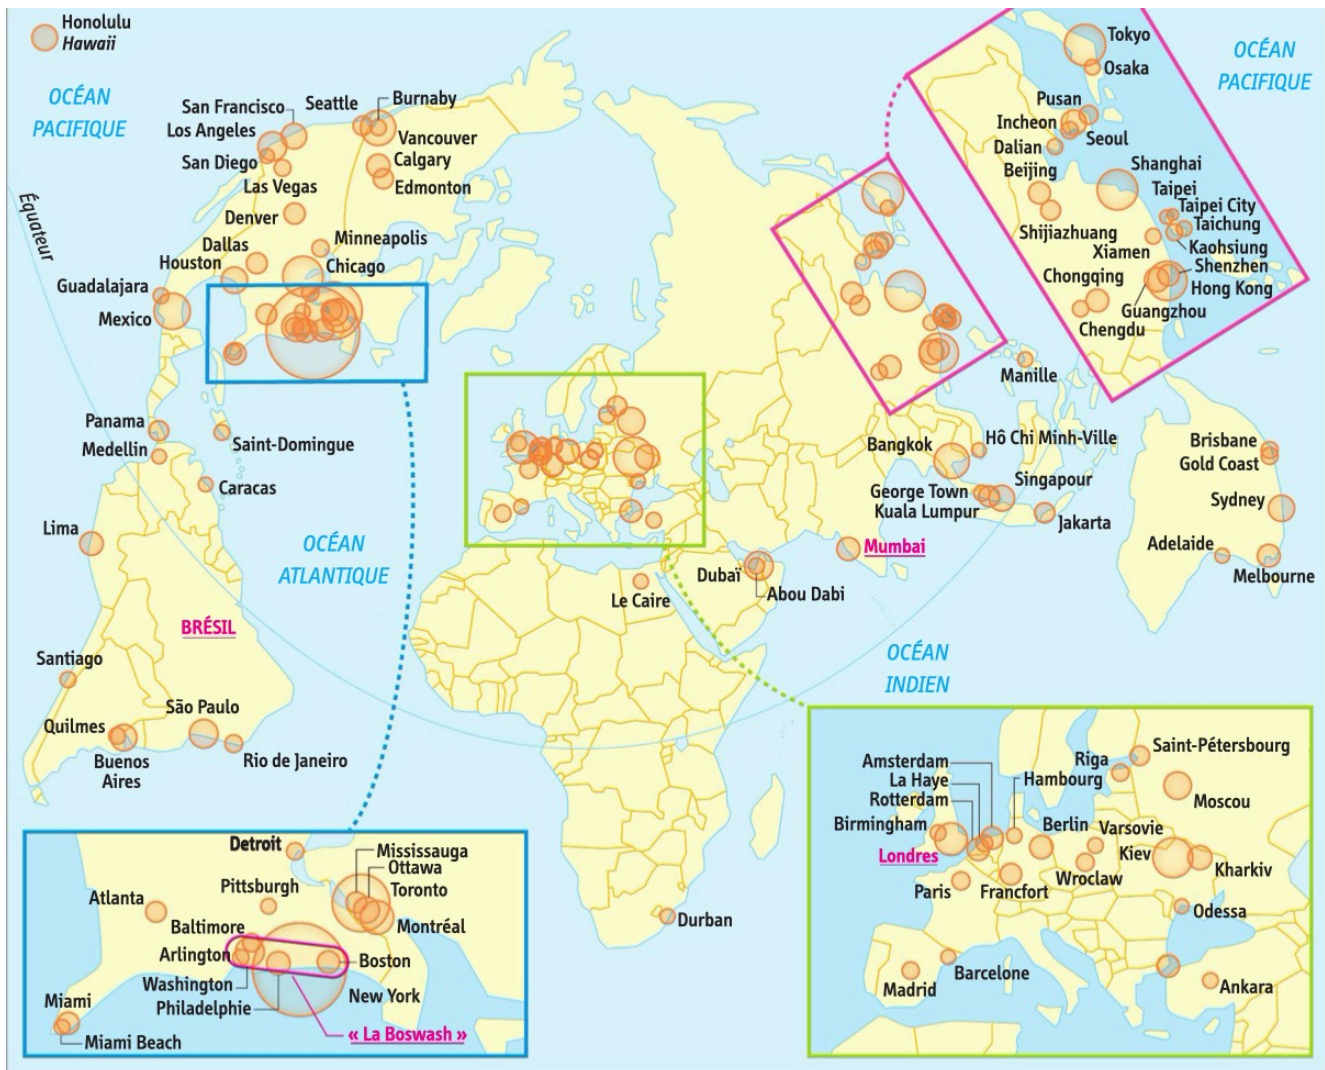 Honolulu
Hawaii
OCÉAN
PACIFIQUE
Équateur
San Francisco
Los Angeles
San Diego
Las Vegas
Seattle
Burnaby
Vancouver
Calgary
Edmonton
Denver
Dallas
Houston
Minneapolis
Chicago
Guadalajara
Mexico
Panama
Medellin
Saint-Domingue
Caracas
Lima
OCÉAN
ATLANTIQUE
BRÉSIL
Santiago
São Paulo
Quilmes
Buenos
Aires
Rio de Janeiro
OCÉAN
PACIFIQUE
Tokyo
Osaka
Pusan
Incheon
Seoul
Dalian
Beijing
Shanghai
Taipei
Taipei City
Taichung
Kaohsiung
Shijiazhuang
Xiamen
Shenzhen
Hong Kong
Chongqing
Guangzhou
Chengdu
Manille
Bangkok
Hô Chi Minh-Ville
George Town
Singapour
Kuala Lumpur
Jakarta
Mumbai
Dubaï
Abou Dabi
Le Caire
Brisbane
Gold Coast
Sydney
Adelaide
Melbourne
OCÉAN
INDIEN
Durban
Detroit
Mississauga
Ottawa
Toronto
Montréal
Pittsburgh
Atlanta
Baltimore
Arlington
Boston
Washington
Philadelphie
New York
Miami
Miami Beach
« La Boswash »
Amsterdam
La Haye
Rotterdam
Birmingham
Londres
Hambourg
Riga
Saint-Pétersbourg
Moscou
Berlin
Varsovie
Kiev
Kharkiv
Wroclaw
Paris
Francfort
Odessa
Madrid
Barcelone
Ankara